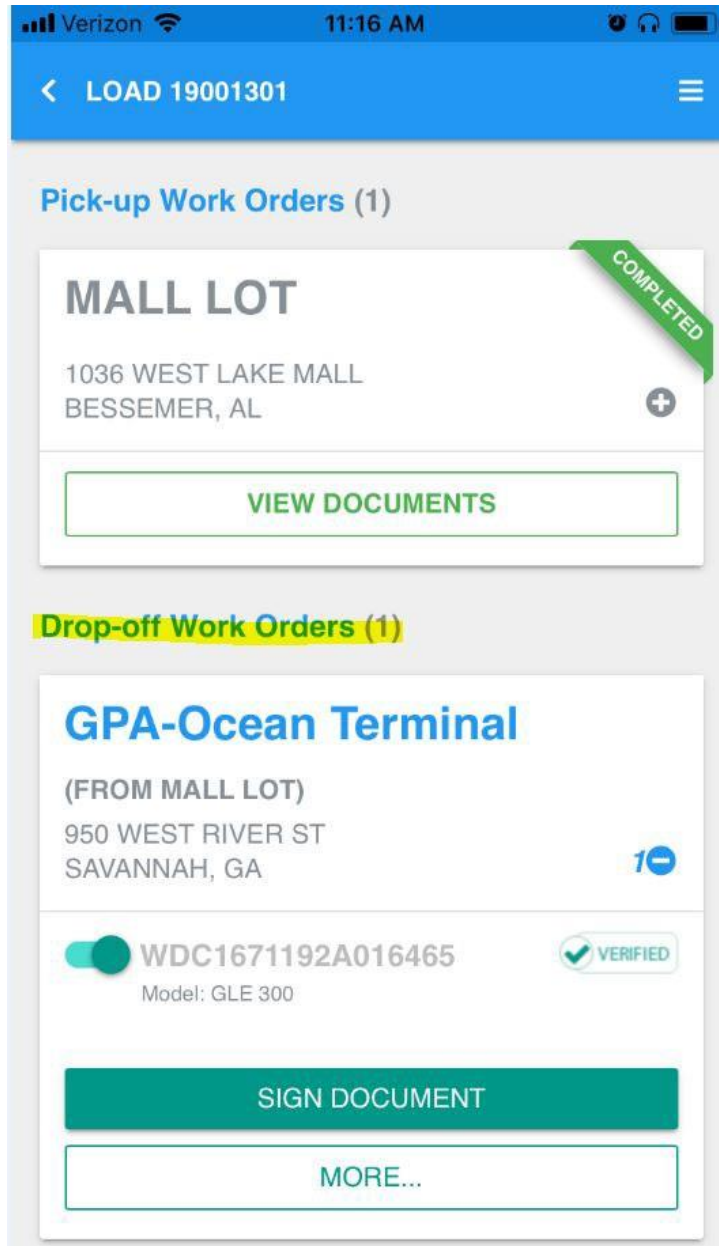 Verizon 11:16 AM
LOAD 19001301
Pick-up Work Orders (1)
COMPLETED
MALL LOT
1036 WEST LAKE MALL
BESSEMER, AL
VIEW DOCUMENTS
Drop-off Work Orders (1)
GPA-Ocean Terminal
(FROM MALL LOT)
950 WEST RIVER ST
SAVANNAH, GA
1
WDC1671192A016465 VERIFIED
Model: GLE 300
SIGN DOCUMENT
MORE...